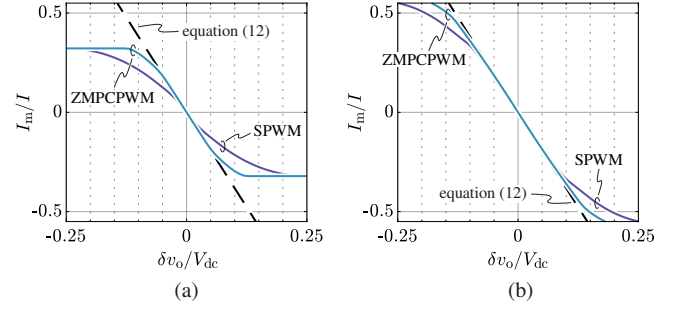 0.5
equation (12)
ZMPCPWM
I_m/I
0
SPWM
-0.5
-0.25
0
0.25
δv_o/V_dc
(a)
0.5
ZMPCPWM
I_m/I
0
SPWM
equation (12)
-0.5
-0.25
0
0.25
δv_o/V_dc
(b)